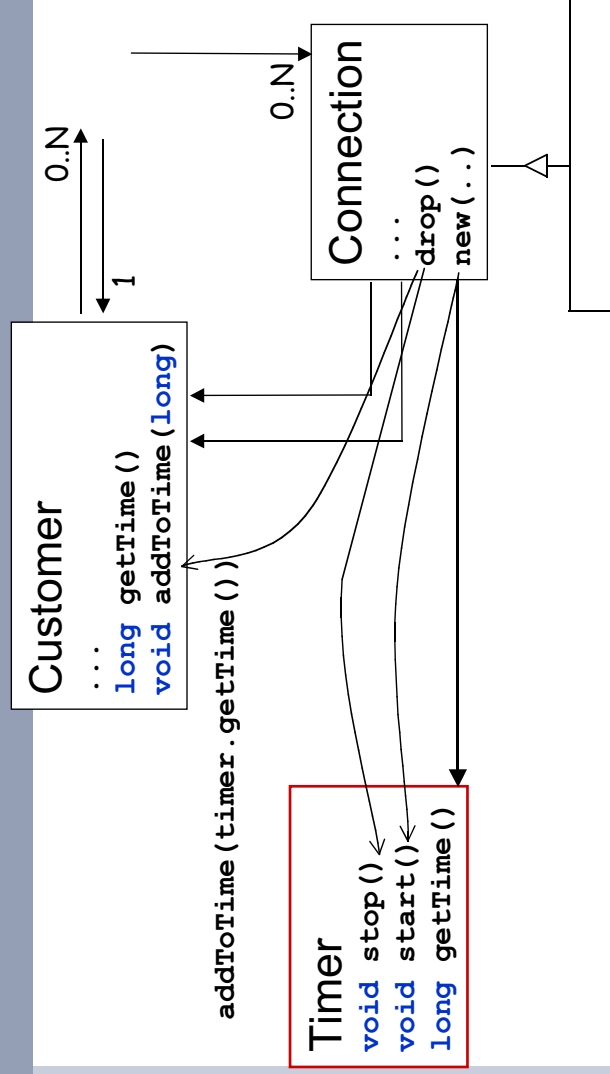 Customer
...
long getTime()
void addToTime(long)
0..N
1
addToTime(timer.getTime())
Timer
void stop()
void start()
long getTime()
0..N
Connection
...
drop()
new(..)